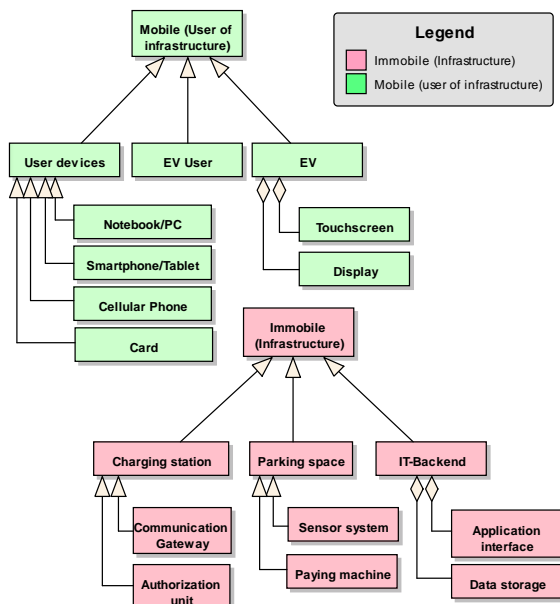 Mobile (User of
infrastructure)
Legend
Immobile (Infrastructure)
Mobile (user of infrastructure)
User devices
EV User
EV
Notebook/PC
Touchscreen
Smartphone/Tablet
Display
Cellular Phone
Card
Immobile
(Infrastructure)
Charging station
Parking space
IT-Backend
Communication
Gateway
Sensor system
Application
interface
Authorization
unit
Paying machine
Data storage